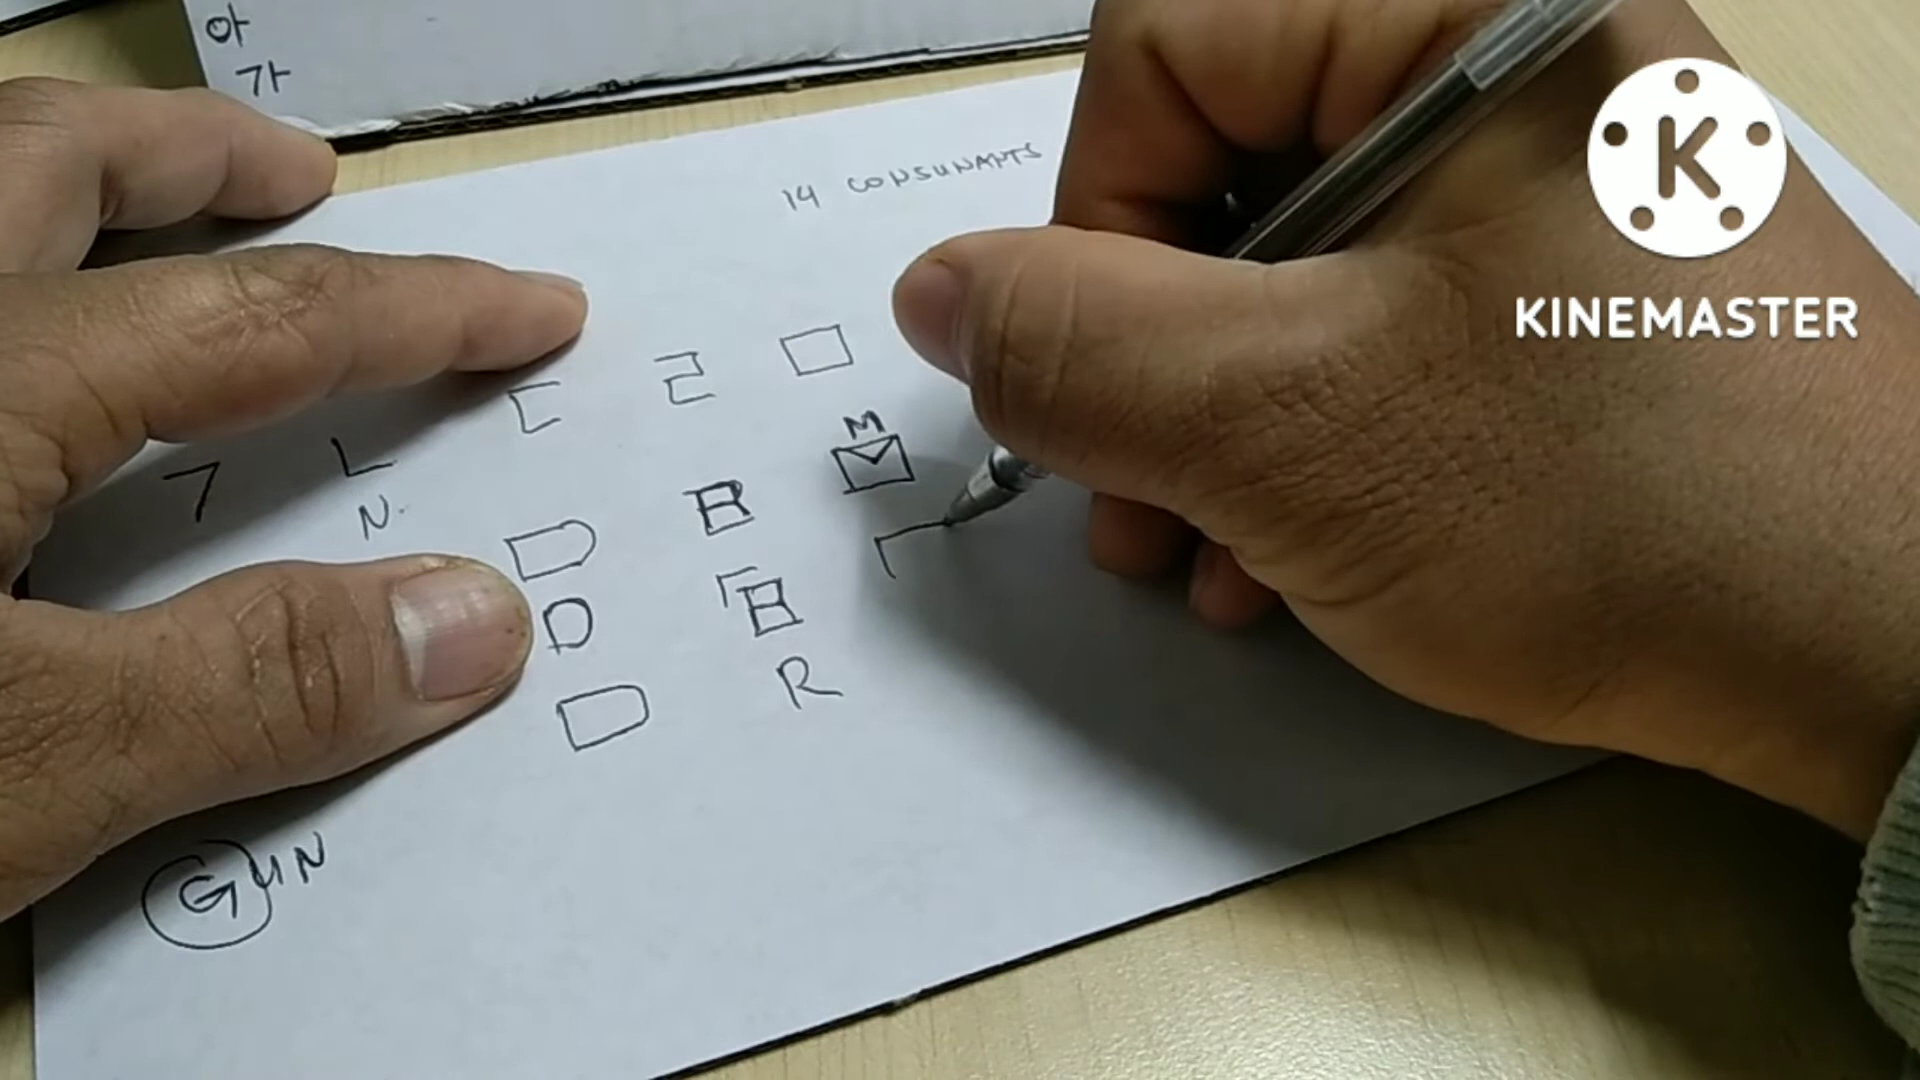 아
가
14 CONSUNANTS
ㄱ ㄴ ㄷ ㄹ ㅁ
N
M
D
R
GUN
K
KINEMASTER